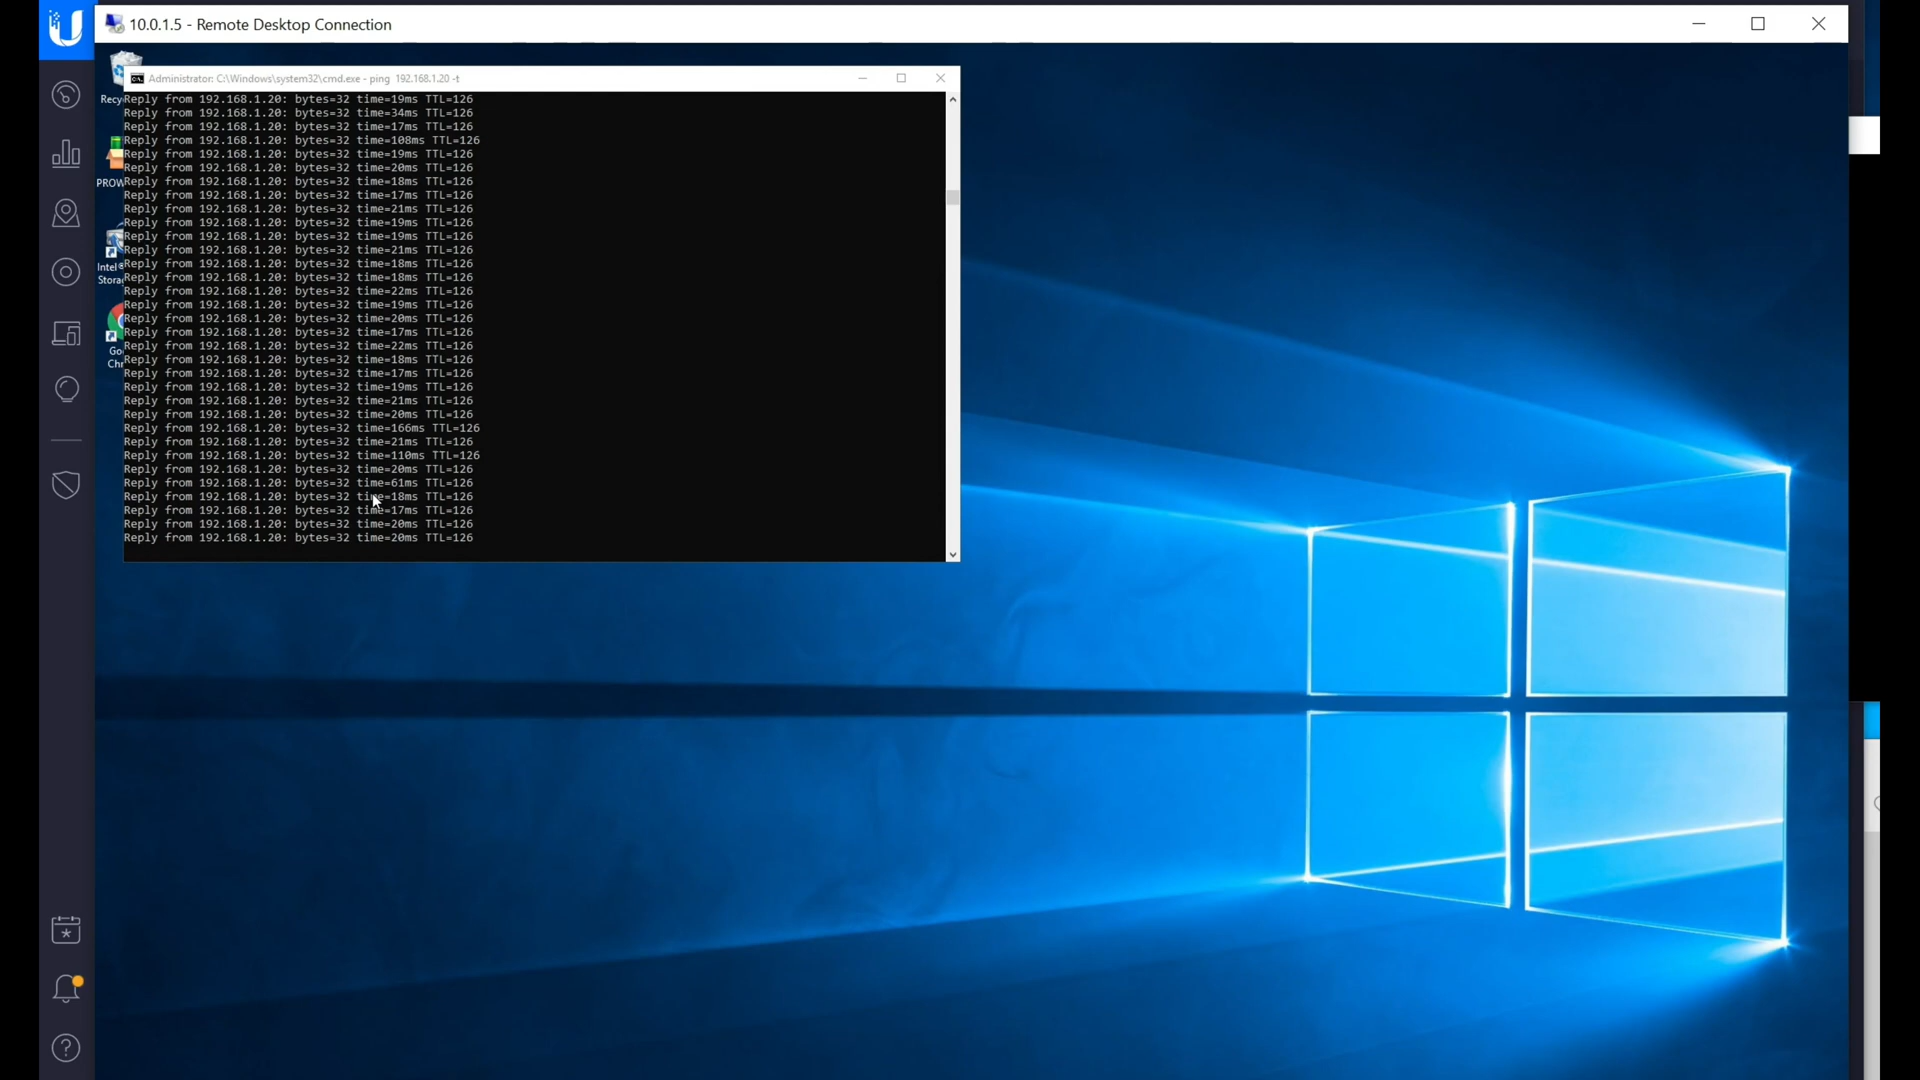 10.0.1.5 - Remote Desktop Connection
Administrator: C:\Windows\system32\cmd.exe - ping 192.168.1.20 -t
Recy
PROW
Intel®
Stora
Goo
Chr
Reply from 192.168.1.20: bytes=32 time=19ms TTL=126
Reply from 192.168.1.20: bytes=32 time=34ms TTL=126
Reply from 192.168.1.20: bytes=32 time=17ms TTL=126
Reply from 192.168.1.20: bytes=32 time=108ms TTL=126
Reply from 192.168.1.20: bytes=32 time=19ms TTL=126
Reply from 192.168.1.20: bytes=32 time=20ms TTL=126
Reply from 192.168.1.20: bytes=32 time=18ms TTL=126
Reply from 192.168.1.20: bytes=32 time=17ms TTL=126
Reply from 192.168.1.20: bytes=32 time=21ms TTL=126
Reply from 192.168.1.20: bytes=32 time=19ms TTL=126
Reply from 192.168.1.20: bytes=32 time=19ms TTL=126
Reply from 192.168.1.20: bytes=32 time=21ms TTL=126
Reply from 192.168.1.20: bytes=32 time=18ms TTL=126
Reply from 192.168.1.20: bytes=32 time=18ms TTL=126
Reply from 192.168.1.20: bytes=32 time=22ms TTL=126
Reply from 192.168.1.20: bytes=32 time=19ms TTL=126
Reply from 192.168.1.20: bytes=32 time=20ms TTL=126
Reply from 192.168.1.20: bytes=32 time=17ms TTL=126
Reply from 192.168.1.20: bytes=32 time=22ms TTL=126
Reply from 192.168.1.20: bytes=32 time=18ms TTL=126
Reply from 192.168.1.20: bytes=32 time=17ms TTL=126
Reply from 192.168.1.20: bytes=32 time=19ms TTL=126
Reply from 192.168.1.20: bytes=32 time=21ms TTL=126
Reply from 192.168.1.20: bytes=32 time=20ms TTL=126
Reply from 192.168.1.20: bytes=32 time=166ms TTL=126
Reply from 192.168.1.20: bytes=32 time=21ms TTL=126
Reply from 192.168.1.20: bytes=32 time=110ms TTL=126
Reply from 192.168.1.20: bytes=32 time=20ms TTL=126
Reply from 192.168.1.20: bytes=32 time=61ms TTL=126
Reply from 192.168.1.20: bytes=32 time=18ms TTL=126
Reply from 192.168.1.20: bytes=32 time=17ms TTL=126
Reply from 192.168.1.20: bytes=32 time=20ms TTL=126
Reply from 192.168.1.20: bytes=32 time=20ms TTL=126